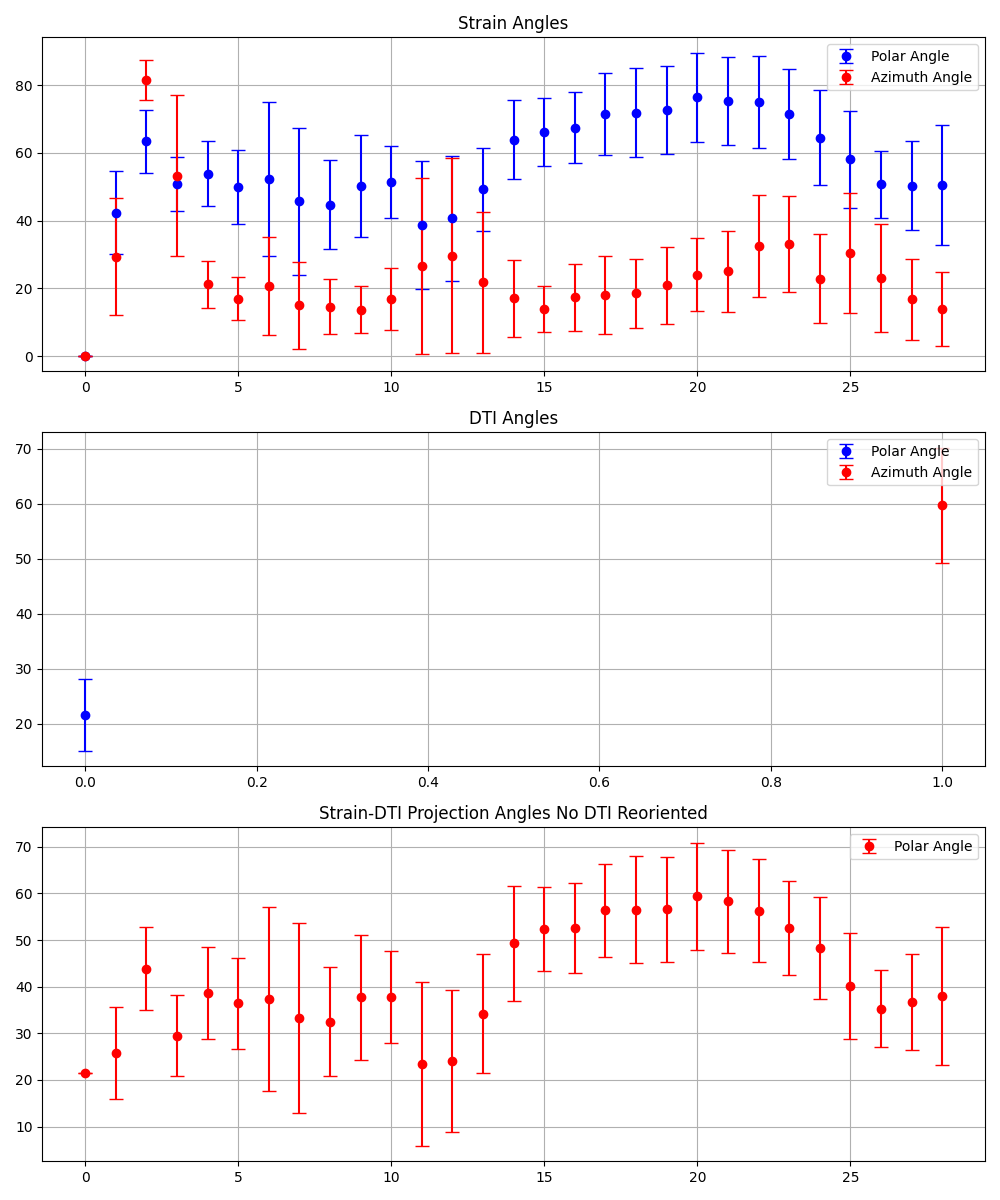 Strain Angles
Polar Angle
Azimuth Angle
80
60
40
20
0
0 5 10 15 20 25
DTI Angles
Polar Angle
Azimuth Angle
70
60
50
40
30
20
0.0 0.2 0.4 0.6 0.8 1.0
Strain-DTI Projection Angles No DTI Reoriented
Polar Angle
70
60
50
40
30
20
10
0 5 10 15 20 25